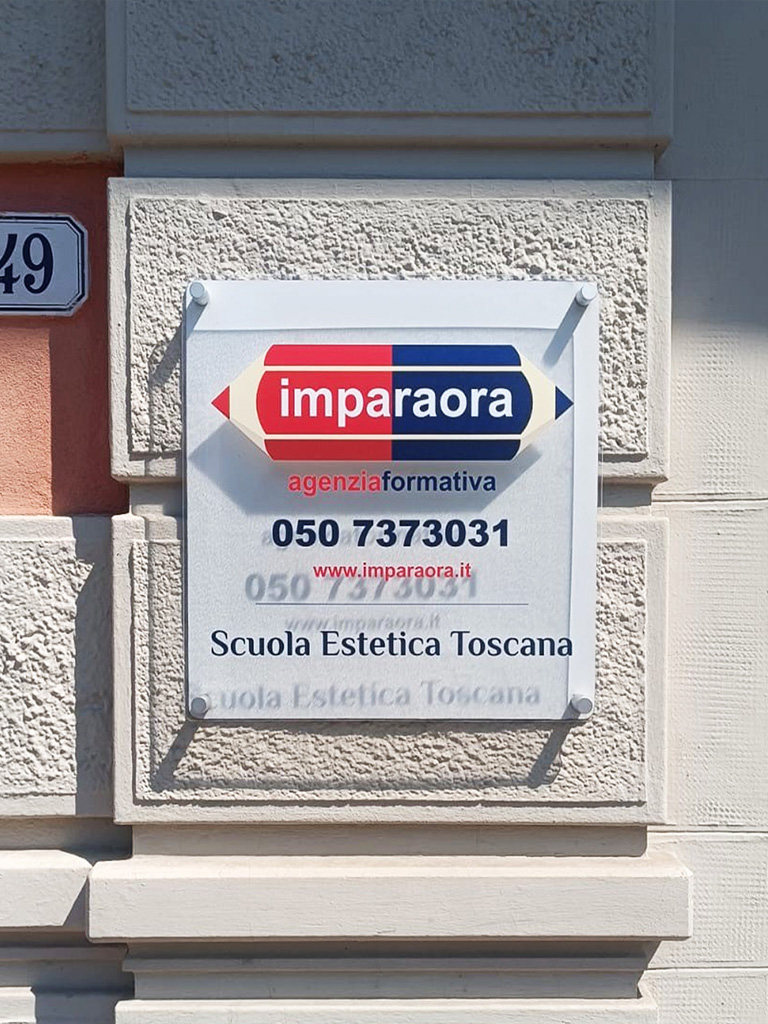 49
imparaora
agenziaformativa
050 7373031
www.imparaora.it
Scuola Estetica Toscana